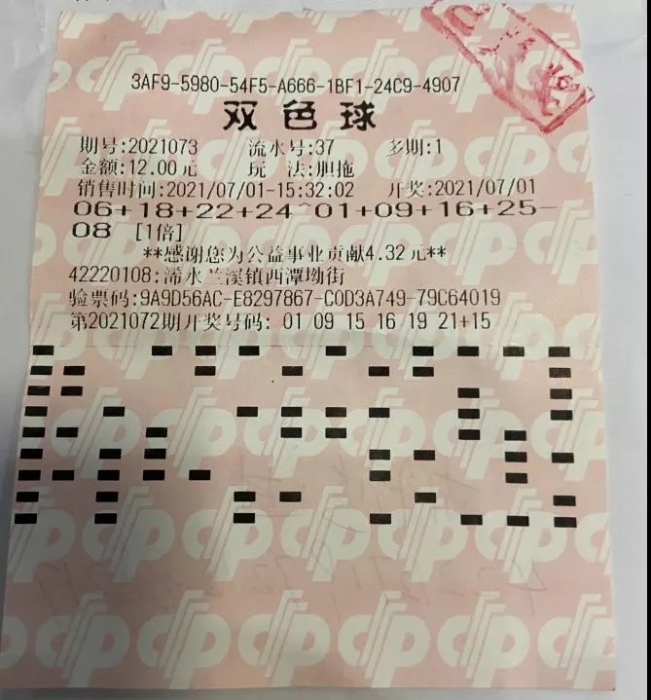 3AF9-5980-54F5-A666-1BF1-24C9-4907
双色球
期号:2021073 流水号:37 多期:1
金额:12.00元 玩 法:胆拖
销售时间:2021/07/01-15:32:02 开奖:2021/07/01
06+18+22+24~01+09+16+25-
08 [1倍]
**感谢您为公益事业贡献4.32元**
42220108:浠水兰溪镇西潭坳街
验票码:9A9D56AC-E8297867-C0D3A749-79C64019
第2021072期开奖号码: 01 09 15 16 19 21+15